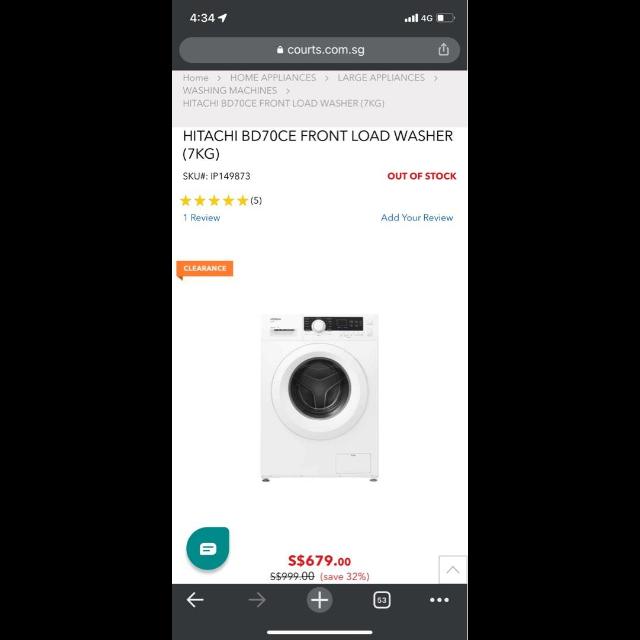 4:34
4G
courts.com.sg
Home > HOME APPLIANCES > LARGE APPLIANCES >
WASHING MACHINES >
HITACHI BD70CE FRONT LOAD WASHER (7KG)
HITACHI BD70CE FRONT LOAD WASHER
(7KG)
SKU#: IP149873
OUT OF STOCK
(5)
1 Review
Add Your Review
CLEARANCE
S$679.00
S$999.00 (save 32%)
53